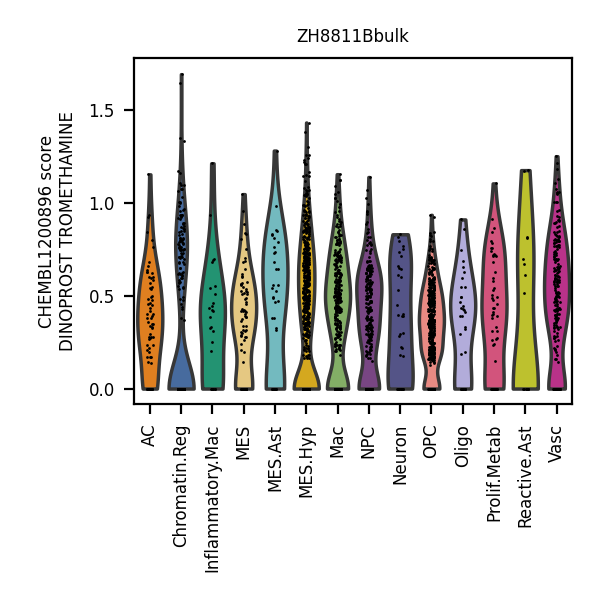 ZH8811Bbulk
CHEMBL1200896 score
DINOPROST TROMETHAMINE
1.5
1.0
0.5
0.0
AC
Chromatin.Reg
Inflammatory.Mac
MES
MES.Ast
MES.Hyp
Mac
NPC
Neuron
OPC
Oligo
Prolif.Metab
Reactive.Ast
Vasc